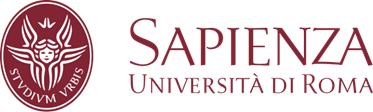 STVDIVM VRBIS
SAPIENZA
UNIVERSITÀ DI ROMA